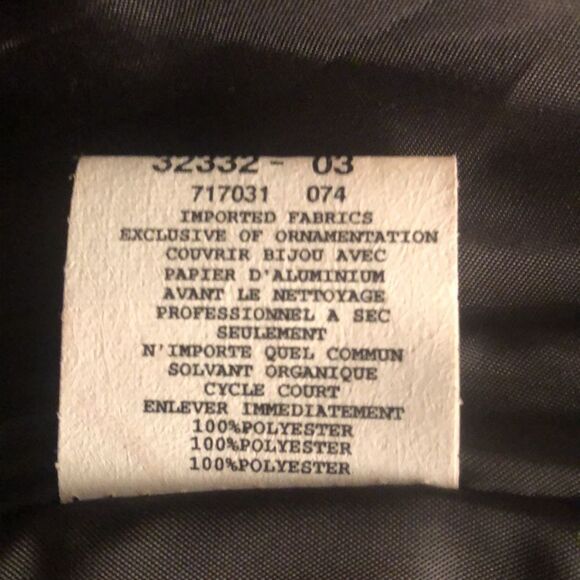 32332- 03
717031 074
IMPORTED FABRICS
EXCLUSIVE OF ORNAMENTATION
COUVRIR BIJOU AVEC
PAPIER D'ALUMINIUM
AVANT LE NETTOYAGE
PROFESSIONNEL A SEC
SEULEMENT
N'IMPORTE QUEL COMMUN
SOLVANT ORGANIQUE
CYCLE COURT
ENLEVER IMMEDIATEMENT
100%POLYESTER
100%POLYESTER
100%POLYESTER